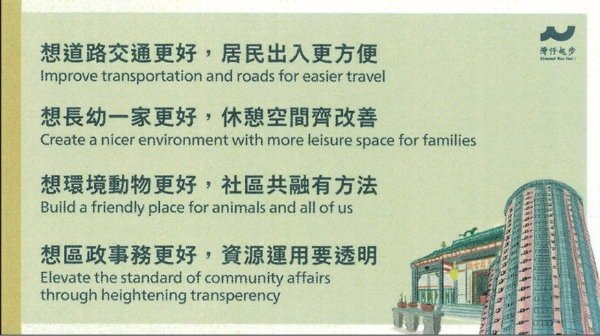 灣仔起步
想道路交通更好，居民出入更方便
Improve transportation and roads for easier travel
想長幼一家更好，休憩空間齊改善
Create a nicer environment with more leisure space for families
想環境動物更好，社區共融有方法
Build a friendly place for animals and all of us
想區政事務更好，資源運用要透明
Elevate the standard of community affairs
through heightening transperency